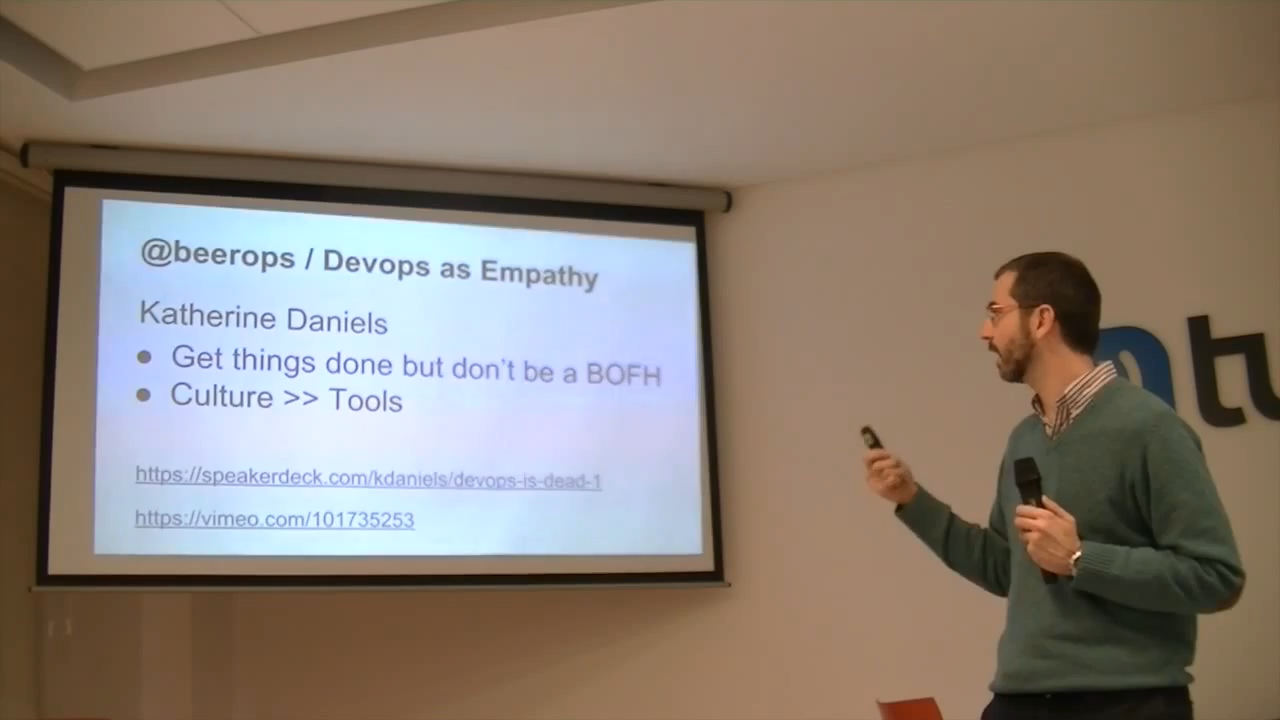 @beerops / Devops as Empathy
Katherine Daniels
● Get things done but don't be a BOFH
● Culture >> Tools
https://speakerdeck.com/kdaniels/devops-is-dead-1
https://vimeo.com/101735253